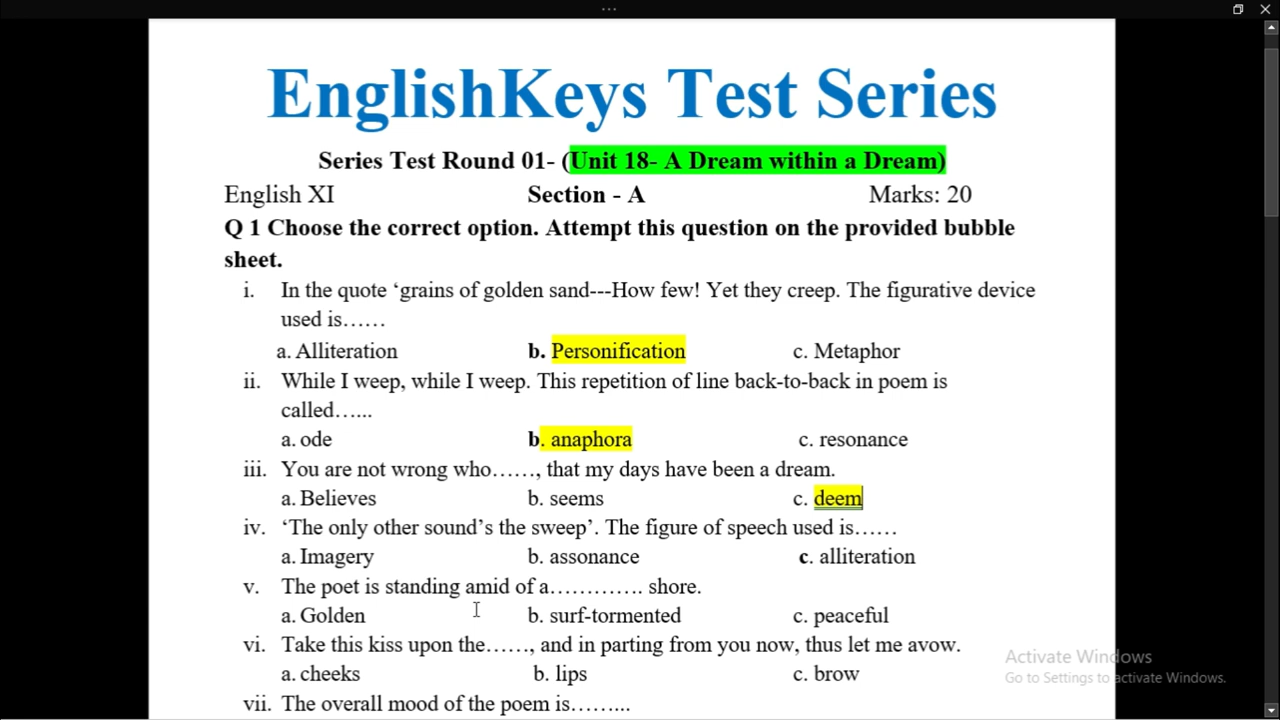 EnglishKeys Test Series
Series Test Round 01- (Unit 18- A Dream within a Dream)
English XI Section - A Marks: 20
Q 1 Choose the correct option. Attempt this question on the provided bubble
sheet.
i. In the quote ‘grains of golden sand---How few! Yet they creep. The figurative device
used is……
a. Alliteration b. Personification c. Metaphor
ii. While I weep, while I weep. This repetition of line back-to-back in poem is
called…...
a. ode b. anaphora c. resonance
iii. You are not wrong who……, that my days have been a dream.
a. Believes b. seems c. deem
iv. ‘The only other sound’s the sweep’. The figure of speech used is……
a. Imagery b. assonance c. alliteration
v. The poet is standing amid of a…………. shore.
a. Golden b. surf-tormented c. peaceful
vi. Take this kiss upon the……, and in parting from you now, thus let me avow.
a. cheeks b. lips c. brow
vii. The overall mood of the poem is……...
Activate Windows
Go to Settings to activate Windows.